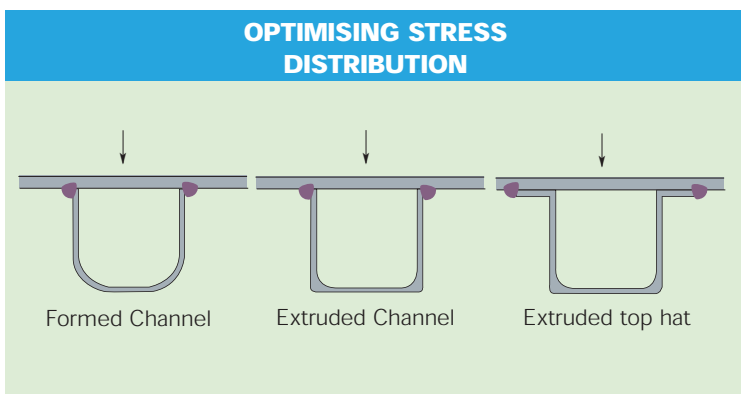 OPTIMISING STRESS
DISTRIBUTION
Formed Channel
Extruded Channel
Extruded top hat